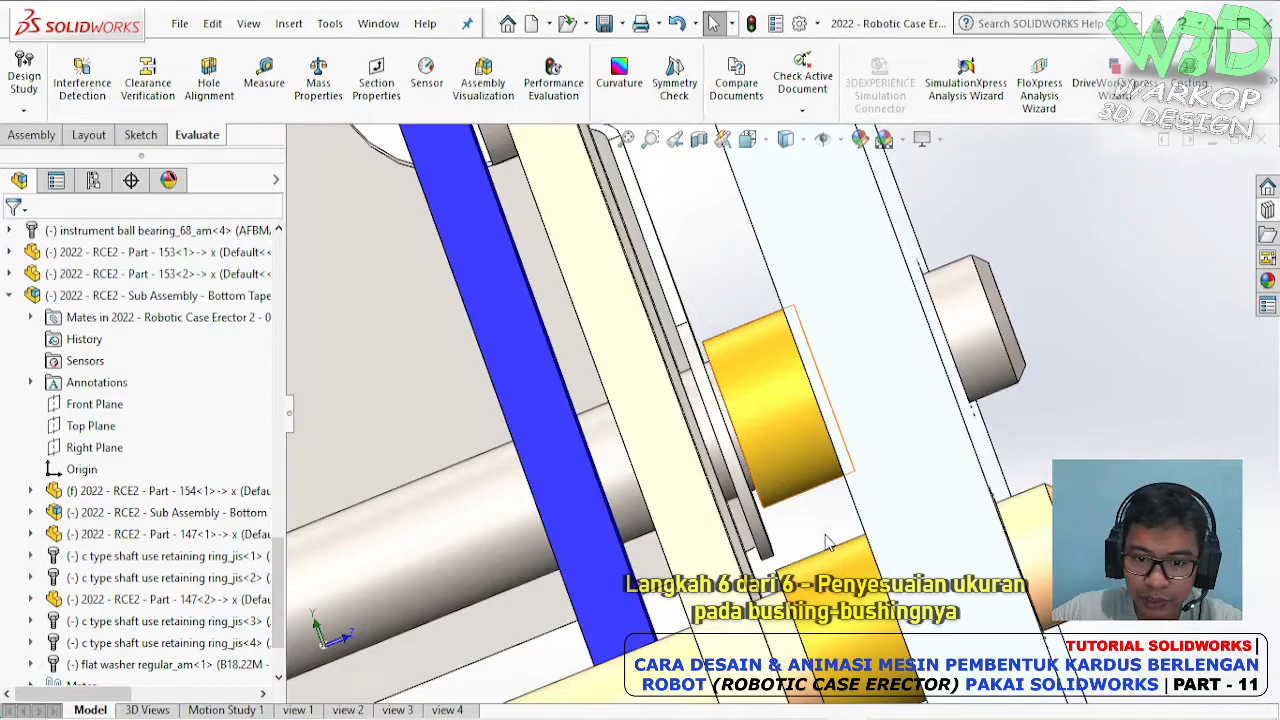 SOLIDWORKS
File Edit View Insert Tools Window Help
2022 - Robotic Case Er...
Search SOLIDWORKS Help
W3D
3D DESIGN
Design Study
Interference Detection
Clearance Verification
Hole Alignment
Measure
Mass Properties
Section Properties
Sensor
Assembly Visualization
Performance Evaluation
Curvature
Symmetry Check
Compare Documents
Check Active Document
3DEXPERIENCE Simulation Connector
SimulationXpress Analysis Wizard
FloXpress Analysis Wizard
Assembly Layout Sketch Evaluate
(-) instrument ball bearing_68_am<4> (AFBM
(-) 2022 - RCE2 - Part - 153<1>-> x (Default<<
(-) 2022 - RCE2 - Part - 153<2>-> x (Default<<
(-) 2022 - RCE2 - Sub Assembly - Bottom Tape
Mates in 2022 - Robotic Case Erector 2 - 0
History
Sensors
Annotations
Front Plane
Top Plane
Right Plane
Origin
(f) 2022 - RCE2 - Part - 154<1>-> x (Defau
(-) 2022 - RCE2 - Sub Assembly - Bottom
(-) 2022 - RCE2 - Part - 147<1>-> x (Defau
(-) c type shaft use retaining ring_jis<1> (
(-) c type shaft use retaining ring_jis<2> (
(-) 2022 - RCE2 - Part - 147<2>-> x (Defau
(-) c type shaft use retaining ring_jis<3> (
(-) c type shaft use retaining ring_jis<4> (
(-) flat washer regular_am<1> (B18.22M -
Y
Z
Langkah 6 dari 6 - Penyesuaian ukuran
pada bushing-bushingnya
TUTORIAL SOLIDWORKS |
CARA DESAIN & ANIMASI MESIN PEMBENTUK KARDUS BERLENGAN
ROBOT (ROBOTIC CASE ERECTOR) PAKAI SOLIDWORKS | PART - 11
Model 3D Views Motion Study 1 view 1 view 2 view 3 view 4